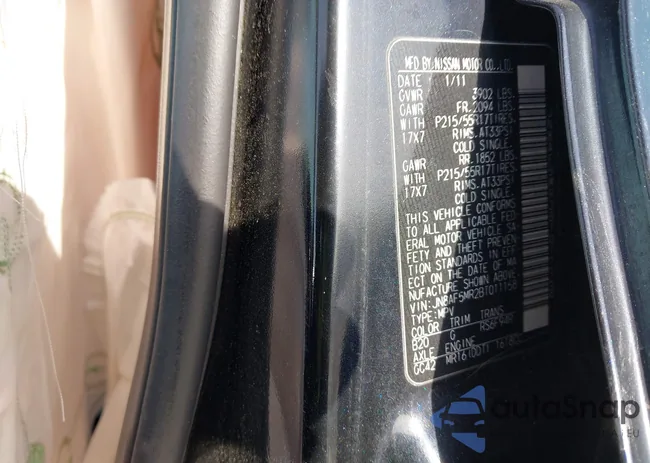 MFD BY NISSAN MOTOR CO.,LTD.
DATE 1/11
GVWR 3902 LBS.
GAWR FR.2094 LBS.
WITH P215/55R17TIRES.
17X7 RIMS.AT33PSI
COLD SINGLE.
GAWR RR.1852 LBS.
WITH P215/55R17TIRES.
17X7 RIMS.AT33PSI
COLD SINGLE.
THIS VEHICLE CONFORMS
TO ALL APPLICABLE FED
ERAL MOTOR VEHICLE SA
FETY AND THEFT PREVEN
TION STANDARDS IN EFF
ECT ON THE DATE OF MA
NUFACTURE SHOWN ABOVE.
VIN:JN8AF5MR2BT011158
TYPE:MPV
COLOR TRIM TRANS
B20 G
AXLE ENGINE
GC42
autoSnap
.EU